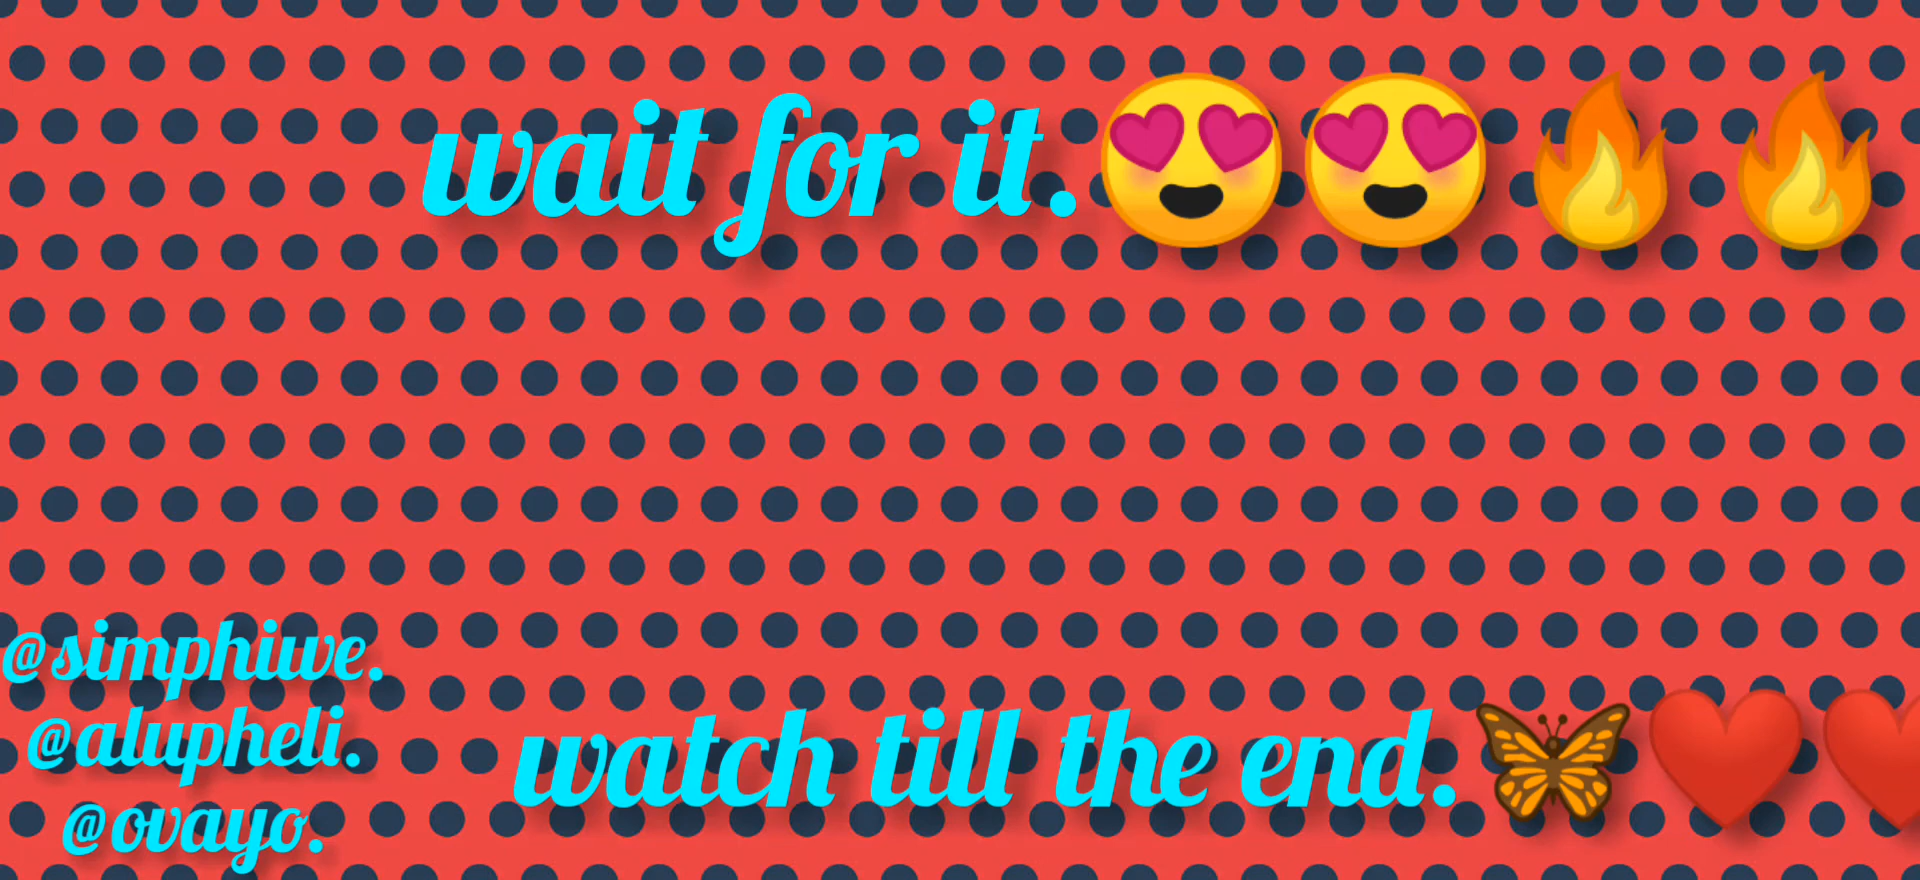 wait for it.😍😍🔥🔥
@simphiwe.
@alupheli.
@ovayo.
watch till the end.🦋❤️❤️